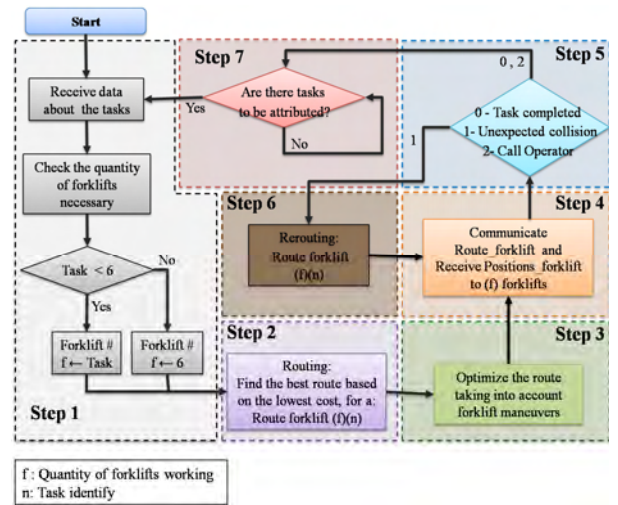 Start
Receive data
about the tasks
Check the quantity
of forklifts
necessary
Task < 6
No
Yes
Forklift #
f ← Task
Forklift #
f ← 6
Step 1
Step 2
Routing:
Find the best route based
on the lowest cost, for a:
Route forklift (f)(n)
Step 3
Optimize the route
taking into account
forklift maneuvers
Step 4
Communicate
Route_forklift and
Receive Positions_forklift
to (f) forklifts
Step 5
0 , 2
0 - Task completed
1- Unexpected collision
2- Call Operator
1
Step 6
Rerouting:
Route forklift
(f)(n)
Step 7
Are there tasks
to be attributed?
Yes
No
f : Quantity of forklifts working
n: Task identify